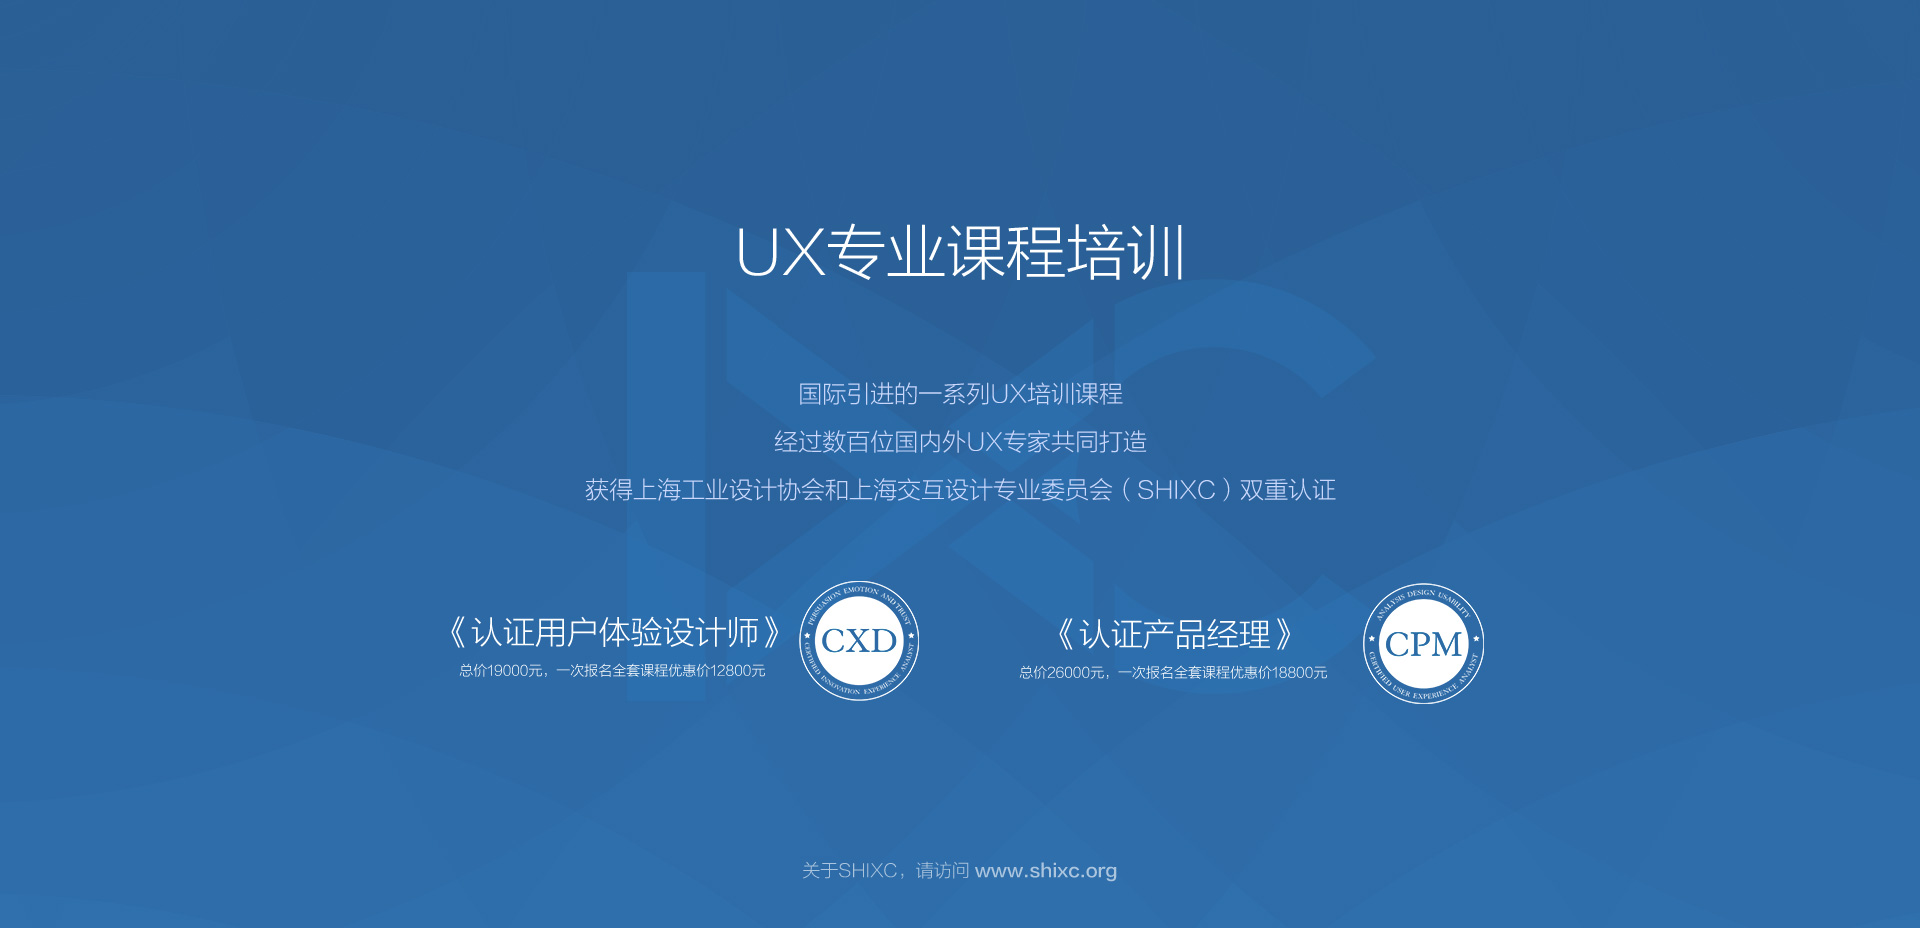 UX专业课程培训
国际引进的一系列UX培训课程
经过数百位国内外UX专家共同打造
获得上海工业设计协会和上海交互设计专业委员会（SHIXC）双重认证
《认证用户体验设计师》
总价19000元，一次报名全套课程优惠价12800元
PERSUASION EMOTION AND TRUST
CXD
CERTIFIED INNOVATION EXPERIENCE ANALYST
《认证产品经理》
总价26000元，一次报名全套课程优惠价18800元
ANALYSIS DESIGN USABILITY
CPM
CERTIFIED USER EXPERIENCE ANALYST
关于SHIXC，请访问 www.shixc.org